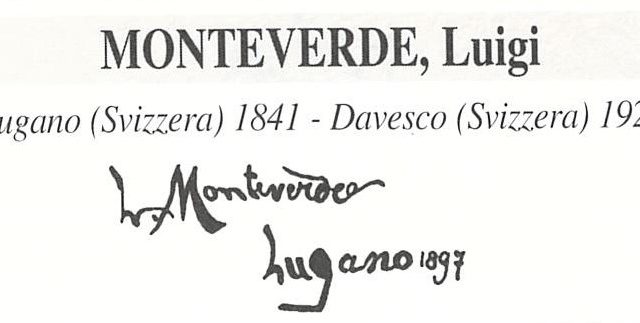 MONTEVERDE, Luigi
ugano (Svizzera) 1841 - Davesco (Svizzera) 192
L. Monteverde
Lugano 1897